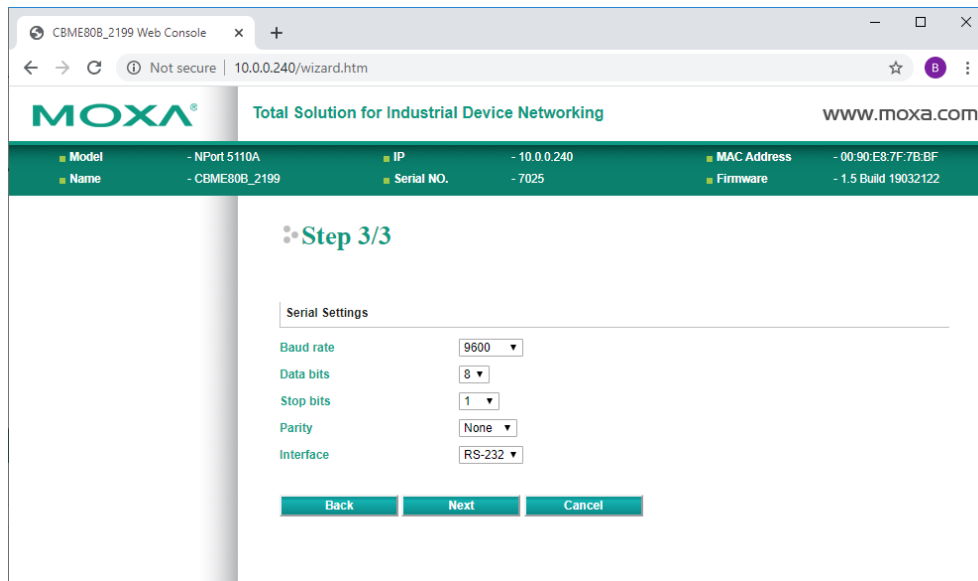 CBME80B_2199 Web Console
Not secure | 10.0.0.240/wizard.htm
B
MOXA®
Total Solution for Industrial Device Networking
www.moxa.com
Model - NPort 5110A IP - 10.0.0.240 MAC Address - 00:90:E8:7F:7B:BF
Name - CBME80B_2199 Serial NO. - 7025 Firmware - 1.5 Build 19032122
Step 3/3
Serial Settings
Baud rate 9600
Data bits 8
Stop bits 1
Parity None
Interface RS-232
Back Next Cancel